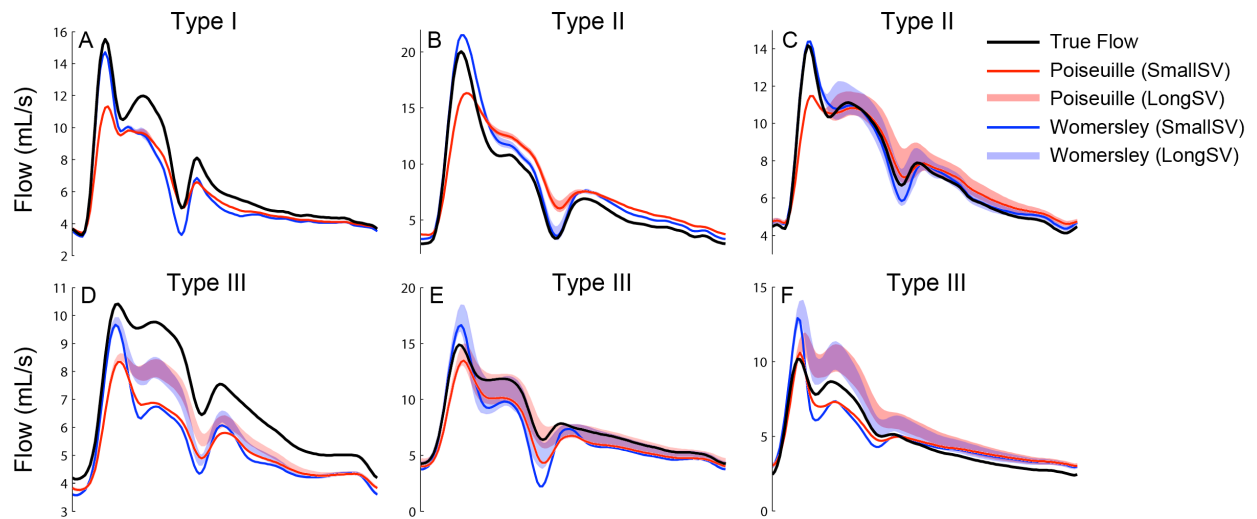 Type I
Type II
Type II
A
B
C
Flow (mL/s)
16
14
12
10
8
6
4
2
20
15
10
5
14
12
10
8
6
4
True Flow
Poiseuille (SmallSV)
Poiseuille (LongSV)
Womersley (SmallSV)
Womersley (LongSV)
Type III
Type III
Type III
D
E
F
Flow (mL/s)
11
10
9
8
7
6
5
4
3
20
15
10
5
0
15
10
5
0